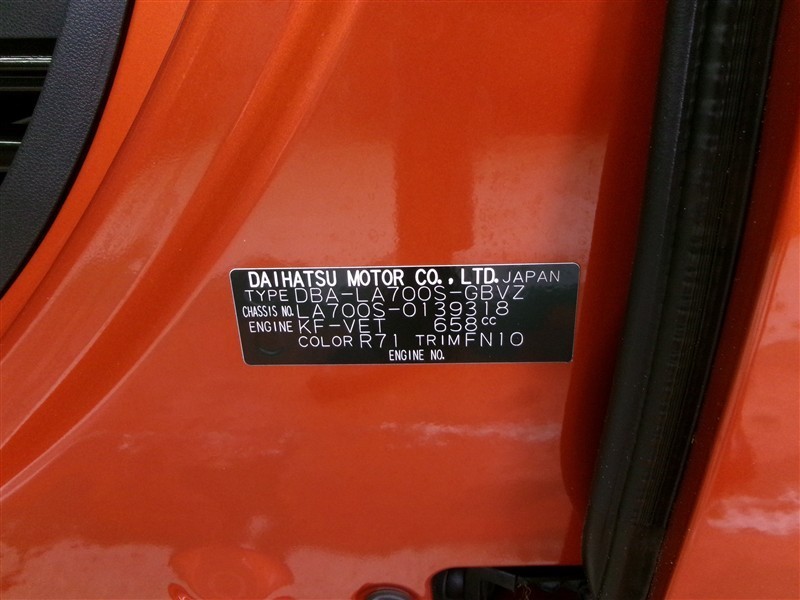 DAIHATSU MOTOR CO., LTD. JAPAN
TYPE DBA-LA700S-GBVZ
CHASSIS NO. LA700S-0139318
ENGINE KF-VET 658cc
COLOR R71 TRIM FN10
ENGINE NO.